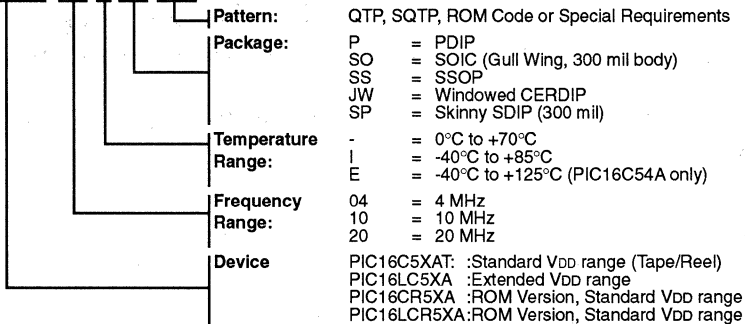 Pattern: QTP, SQTP, ROM Code or Special Requirements
Package: P = PDIP
SO = SOIC (Gull Wing, 300 mil body)
SS = SSOP
JW = Windowed CERDIP
SP = Skinny SDIP (300 mil)
Temperature - = 0°C to +70°C
Range: I = -40°C to +85°C
E = -40°C to +125°C (PIC16C54A only)
Frequency 04 = 4 MHz
Range: 10 = 10 MHz
20 = 20 MHz
Device PIC16C5XAT: :Standard VDD range (Tape/Reel)
PIC16LC5XA :Extended VDD range
PIC16CR5XA :ROM Version, Standard VDD range
PIC16LCR5XA:ROM Version, Standard VDD range